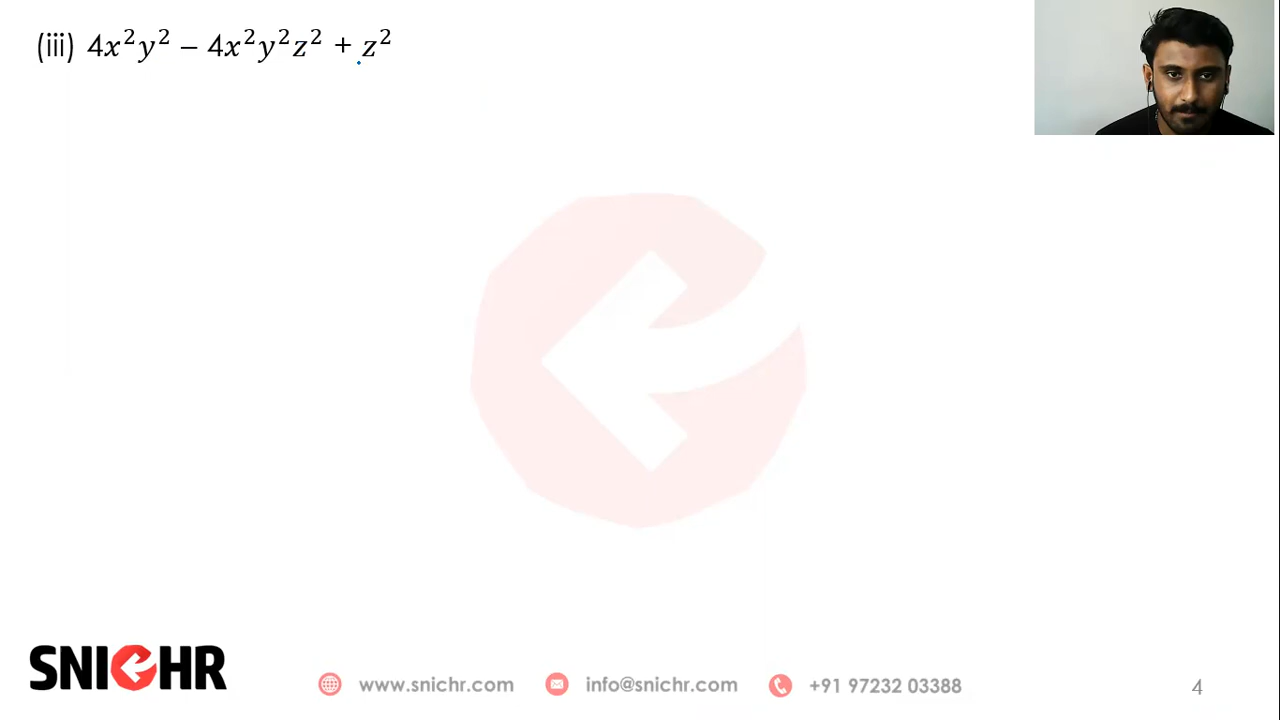 (iii) 4x²y² – 4x²y²z² + z²
SNICHR
www.snichr.com
info@snichr.com
+91 97232 03388
4